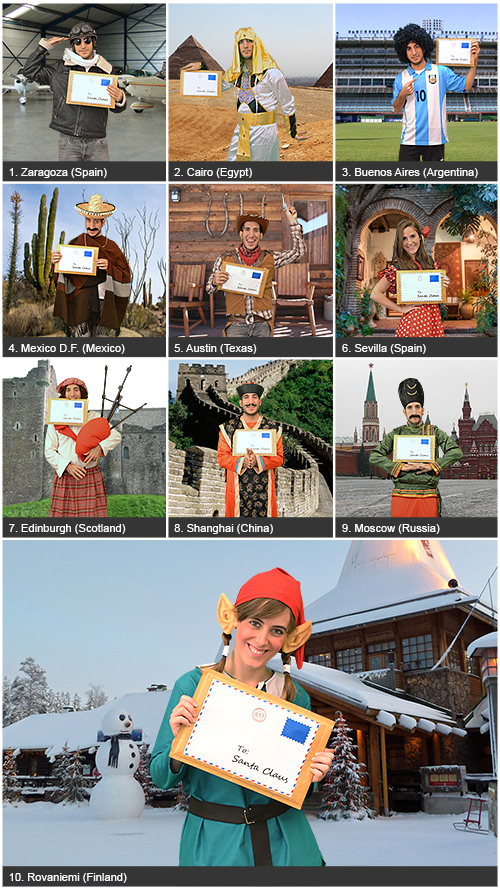 1. Zaragoza (Spain)
2. Cairo (Egypt)
3. Buenos Aires (Argentina)
10
4. Mexico D.F. (Mexico)
5. Austin (Texas)
6. Sevilla (Spain)
7. Edinburgh (Scotland)
8. Shanghai (China)
9. Moscow (Russia)
To:
Santa Claus
10. Rovaniemi (Finland)